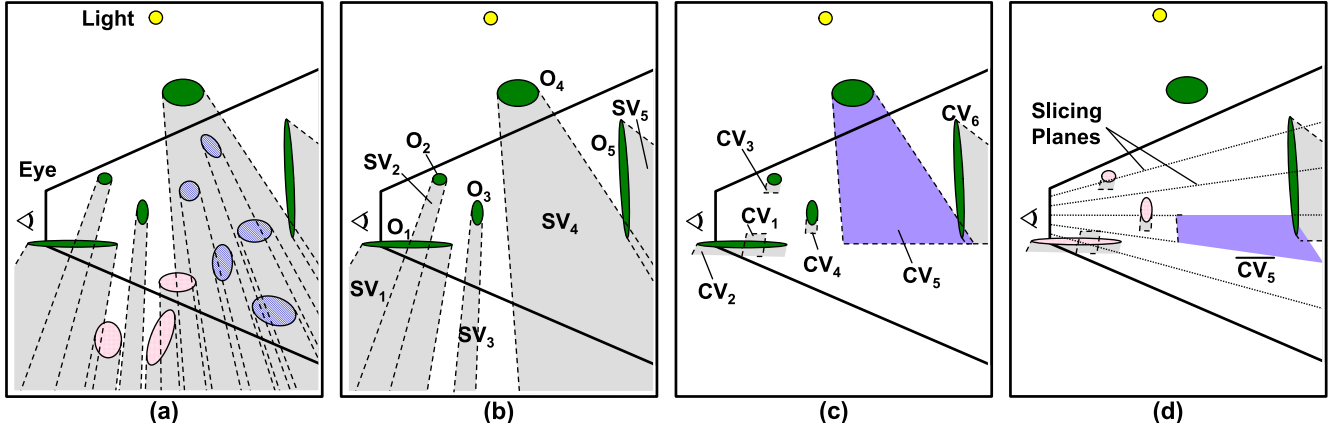 Light
Eye
(a)
O4
SV5
O2
SV2
O5
O3
O1
SV4
SV1
SV3
(b)
CV6
CV3
CV1
CV4
CV5
CV2
(c)
Slicing
Planes
CV5
(d)